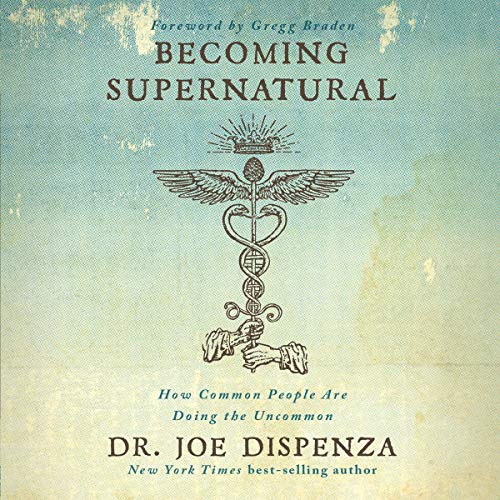 Foreword by Gregg Braden
BECOMING
SUPERNATURAL
How Common People Are
Doing the Uncommon
DR. JOE DISPENZA
New York Times best-selling author